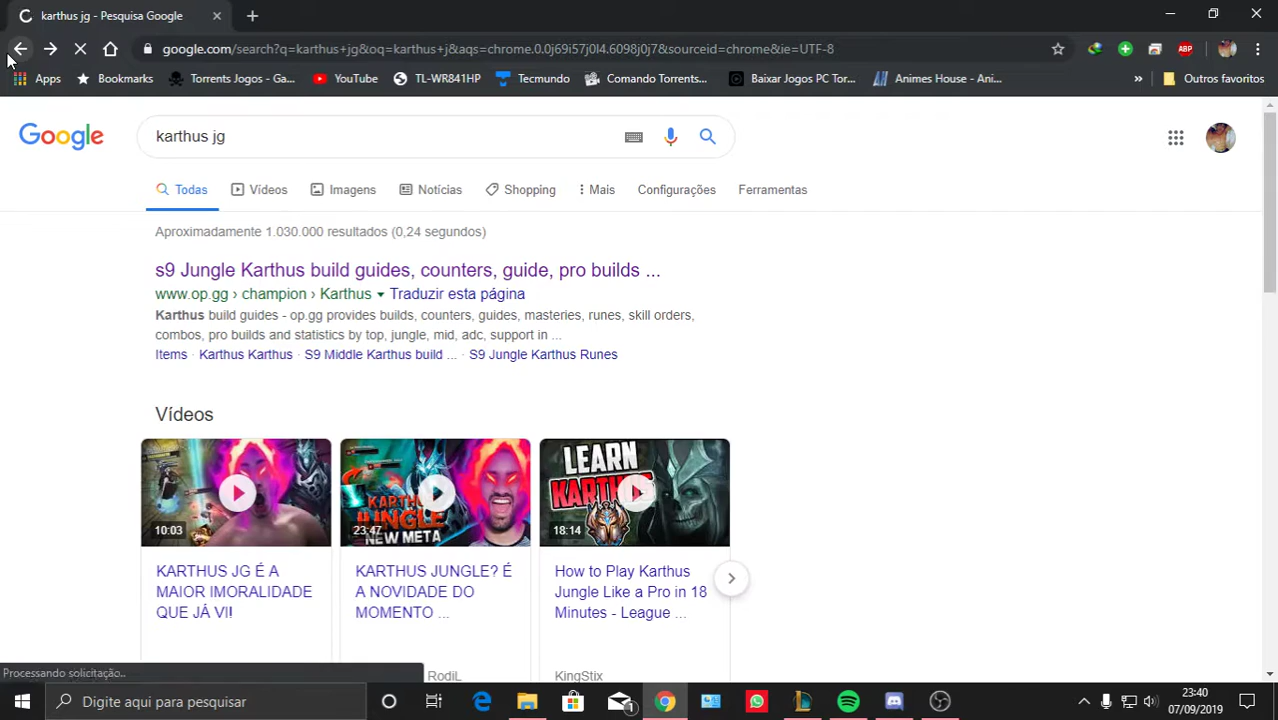 karthus jg - Pesquisa Google
google.com/search?q=karthus+jg&oq=karthus+j&aqs=chrome.0.0j69i57j0l4.6098j0j7&sourceid=chrome&ie=UTF-8
ABP
Apps Bookmarks Torrents Jogos - Ga... YouTube TL-WR841HP Tecmundo Comando Torrents... Baixar Jogos PC Tor... Animes House - Ani... » Outros favoritos
Google karthus jg
Todas Vídeos Imagens Notícias Shopping Mais Configurações Ferramentas
Aproximadamente 1.030.000 resultados (0,24 segundos)
s9 Jungle Karthus build guides, counters, guide, pro builds ...
www.op.gg › champion › Karthus Traduzir esta página
Karthus build guides - op.gg provides builds, counters, guides, masteries, runes, skill orders,
combos, pro builds and statistics by top, jungle, mid, adc, support in ...
Items · Karthus Karthus · S9 Middle Karthus build ... · S9 Jungle Karthus Runes
Vídeos
LEARN
KARTHUS
KARTHUS
JUNGLE
NEW META
10:03 23:47 18:14
KARTHUS JG É A
MAIOR IMORALIDADE
QUE JÁ VI!
KARTHUS JUNGLE? É
A NOVIDADE DO
MOMENTO ...
How to Play Karthus
Jungle Like a Pro in 18
Minutes - League ...
Processando solicitação...
RodiL
KingStix
Digite aqui para pesquisar
1
23:40
07/09/2019